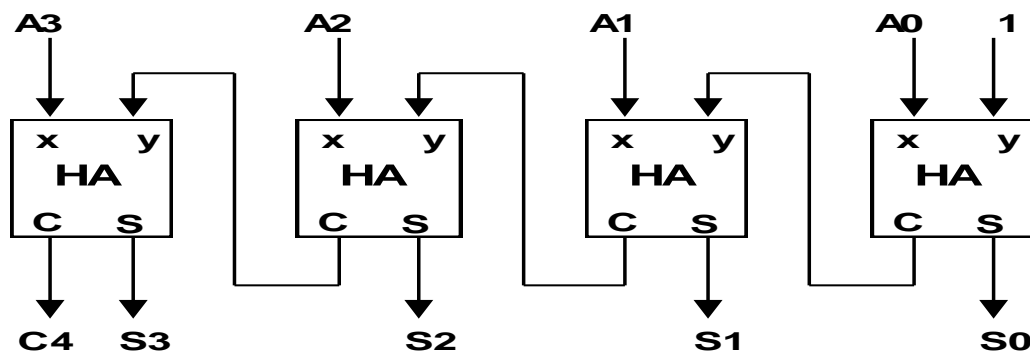 A3 A2 A1 A0 1
x y x y x y x y
HA HA HA HA
C S C S C S C S
C4 S3 S2 S1 S0